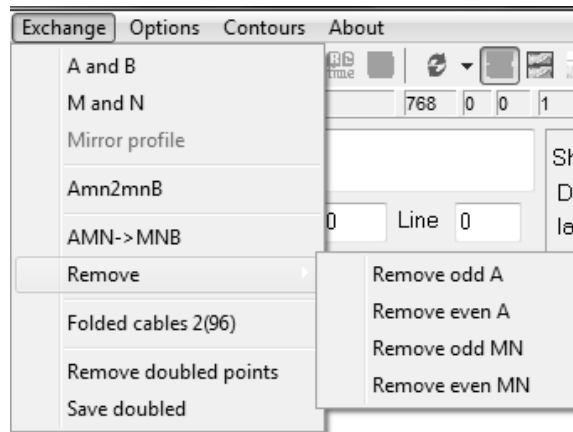 Exchange Options Contours About
A and B
M and N
768 0 0 1
Mirror profile
Amn2mnB
0 Line 0
AMN->MNB
Remove
Remove odd A
Remove even A
Folded cables 2(96)
Remove odd MN
Remove doubled points
Remove even MN
Save doubled